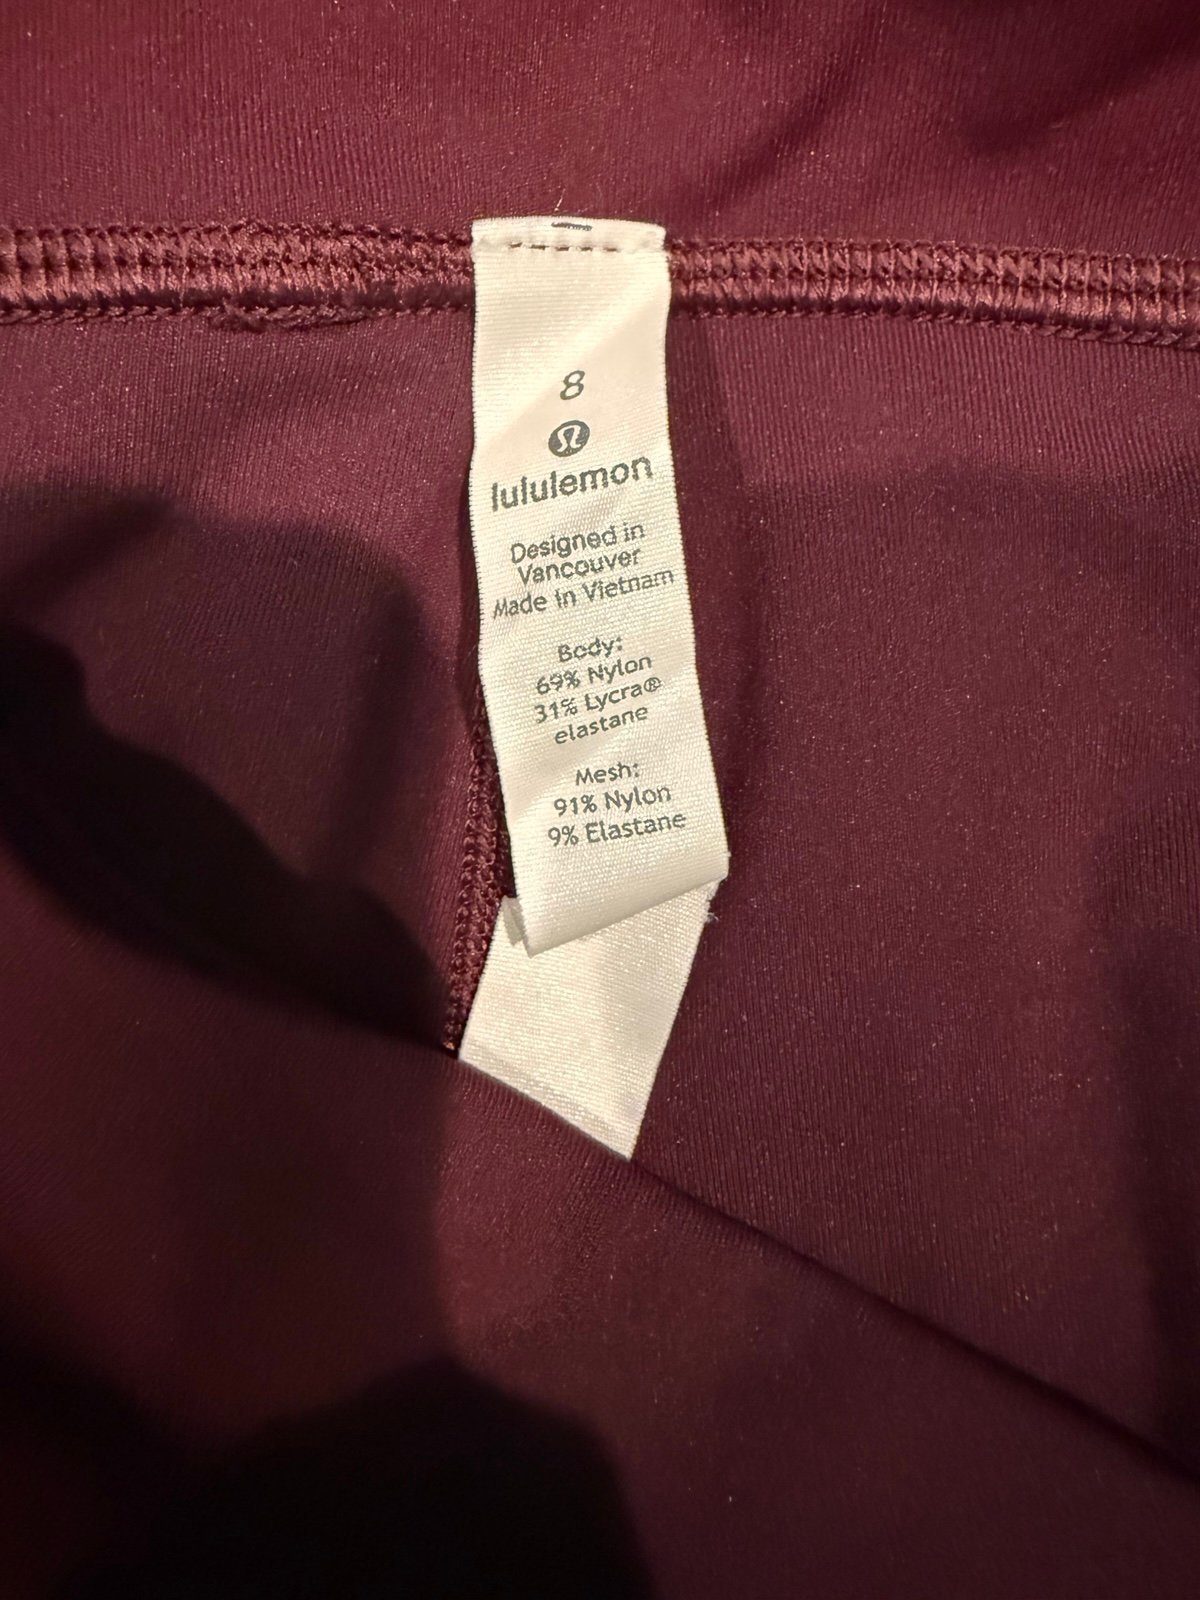 8
lululemon
Designed in
Vancouver
Made in Vietnam
Body:
69% Nylon
31% Lycra®
elastane
Mesh:
91% Nylon
9% Elastane